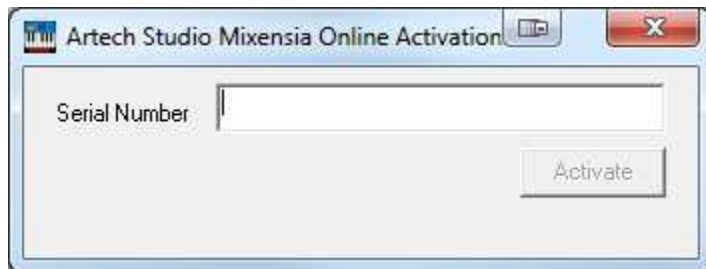 Artech Studio Mixensia Online Activation
Serial Number
Activate